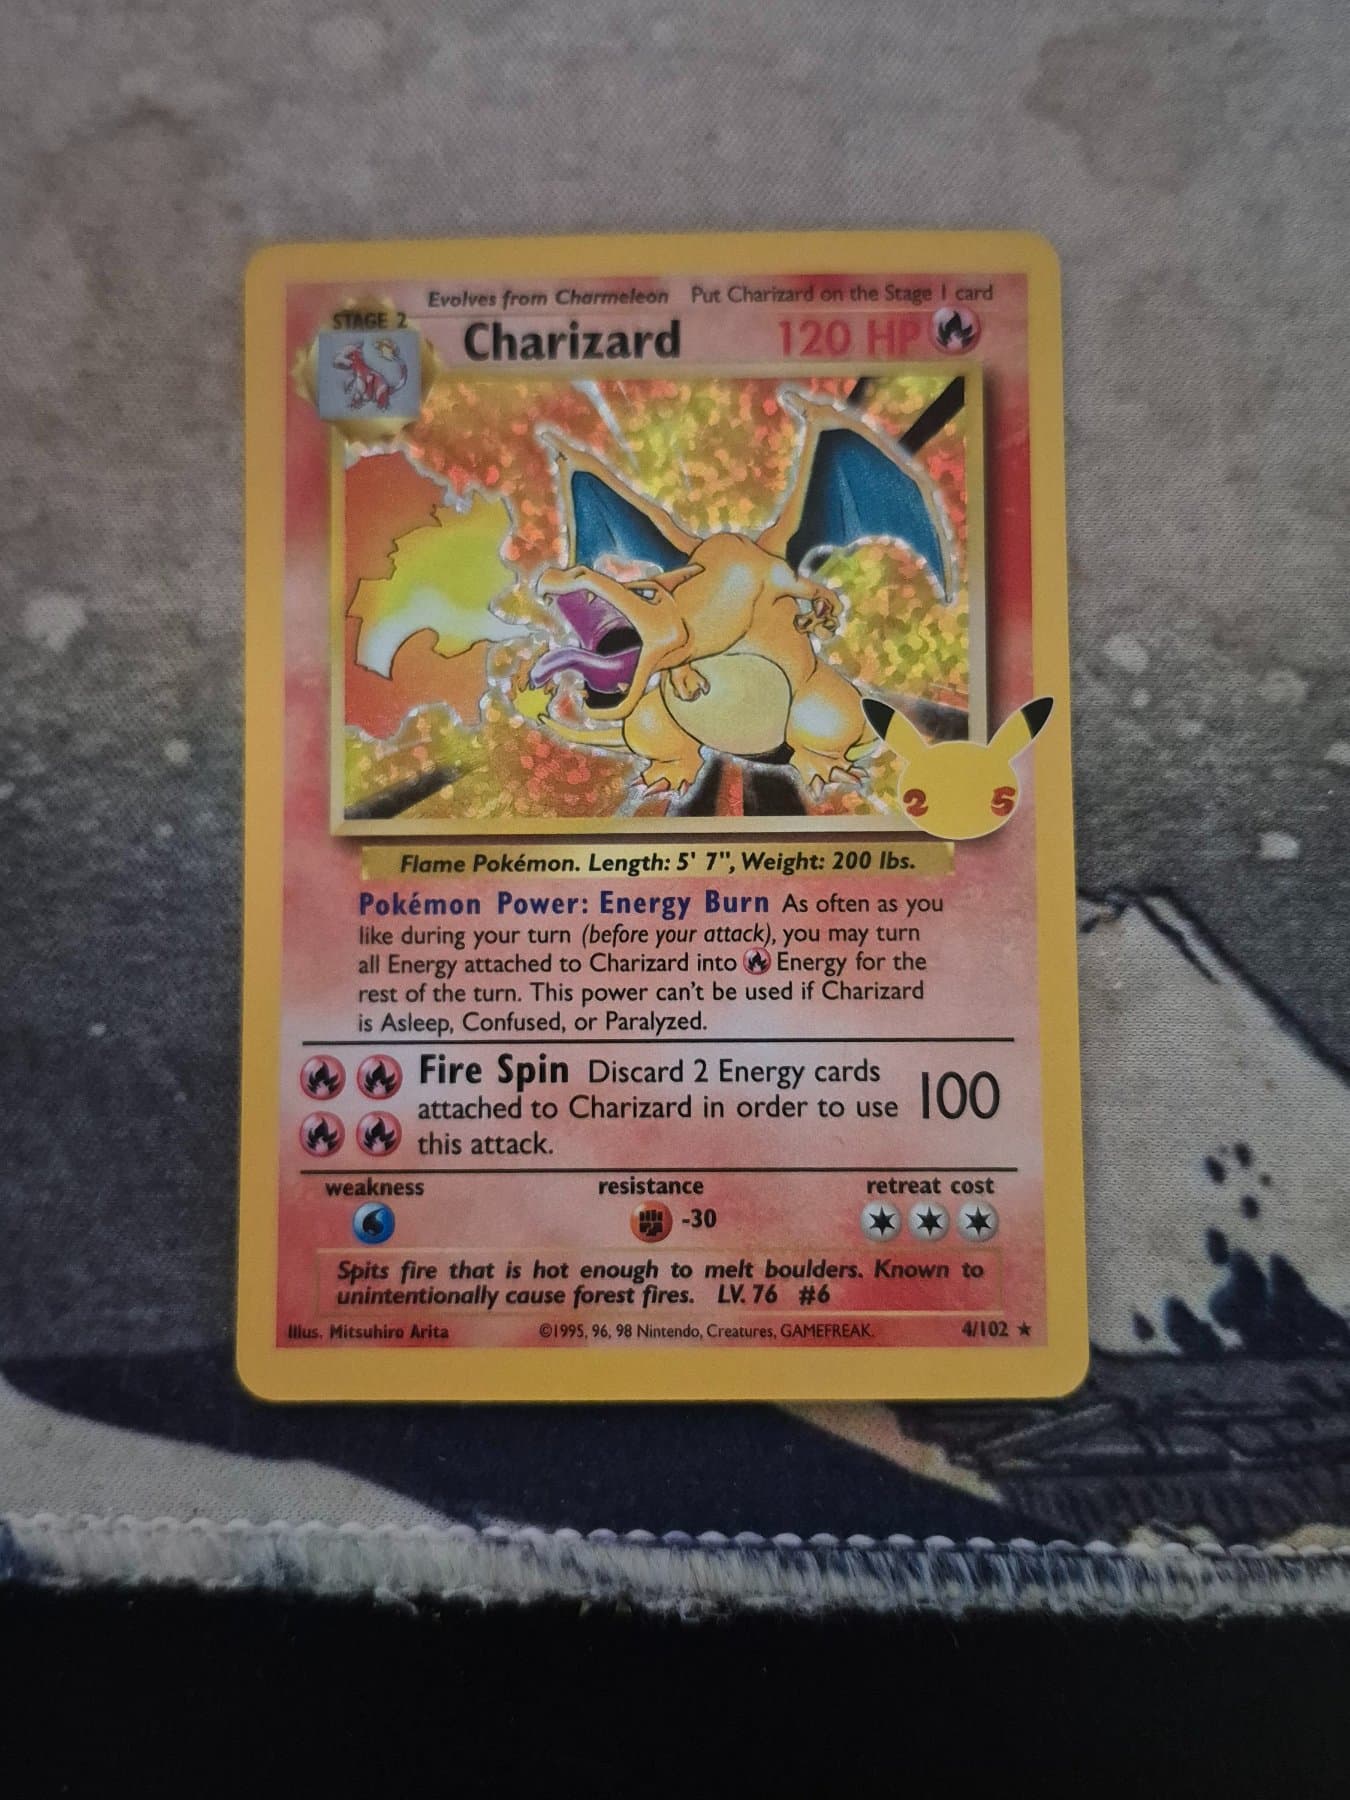 Evolves from Charmeleon Put Charizard on the Stage 1 card
STAGE 2
Charizard 120 HP
25
Flame Pokémon. Length: 5' 7", Weight: 200 lbs.
Pokémon Power: Energy Burn As often as you
like during your turn (before your attack), you may turn
all Energy attached to Charizard into Energy for the
rest of the turn. This power can't be used if Charizard
is Asleep, Confused, or Paralyzed.
Fire Spin Discard 2 Energy cards
attached to Charizard in order to use 100
this attack.
weakness resistance retreat cost
-30
Spits fire that is hot enough to melt boulders. Known to
unintentionally cause forest fires. LV. 76 #6
Illus. Mitsuhiro Arita ©1995, 96, 98 Nintendo, Creatures, GAMEFREAK. 4/102 ★